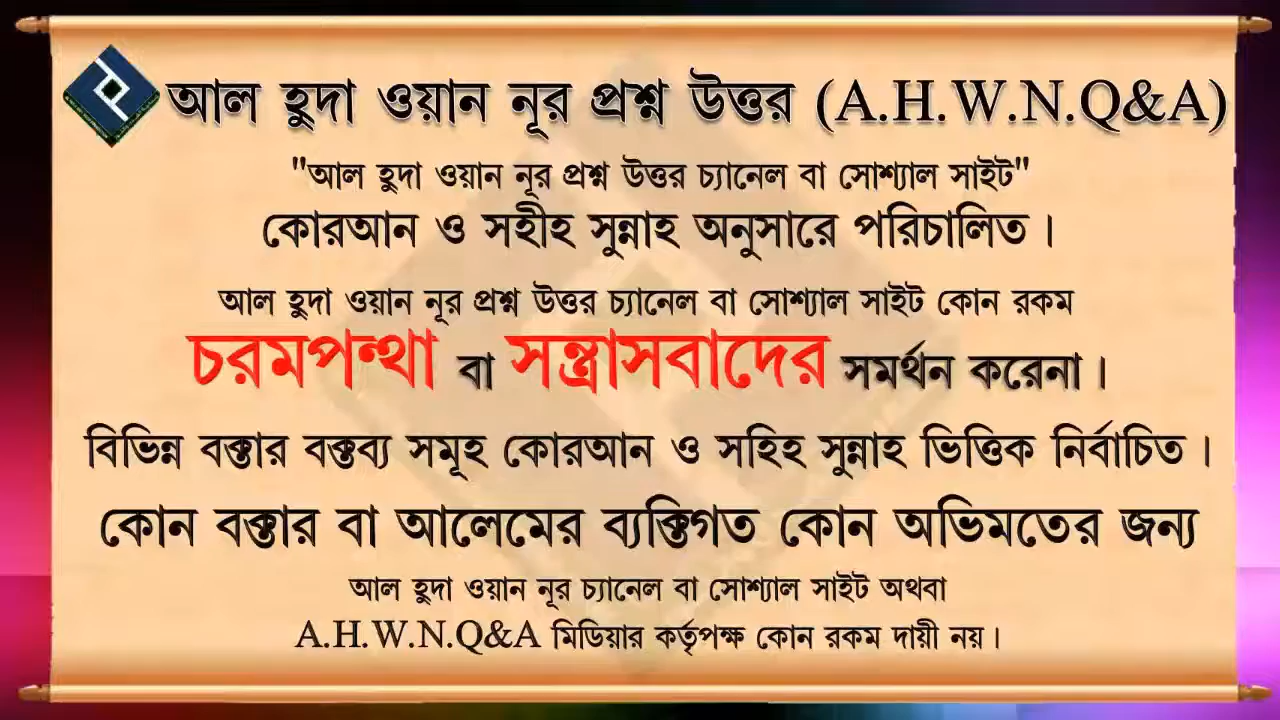 আল হুদা ওয়ান নূর প্রশ্ন উত্তর (A.H.W.N.Q&A)
"আল হুদা ওয়ান নূর প্রশ্ন উত্তর চ্যানেল বা সোশ্যাল সাইট"
কোরআন ও সহীহ সুন্নাহ অনুসারে পরিচালিত।
আল হুদা ওয়ান নূর প্রশ্ন উত্তর চ্যানেল বা সোশ্যাল সাইট কোন রকম
চরমপন্থা বা সন্ত্রাসবাদের সমর্থন করেনা।
বিভিন্ন বক্তার বক্তব্য সমূহ কোরআন ও সহিহ সুন্নাহ ভিত্তিক নির্বাচিত।
কোন বক্তার বা আলেমের ব্যক্তিগত কোন অভিমতের জন্য
আল হুদা ওয়ান নূর চ্যানেল বা সোশ্যাল সাইট অথবা
A.H.W.N.Q&A মিডিয়ার কর্তৃপক্ষ কোন রকম দায়ী নয়।